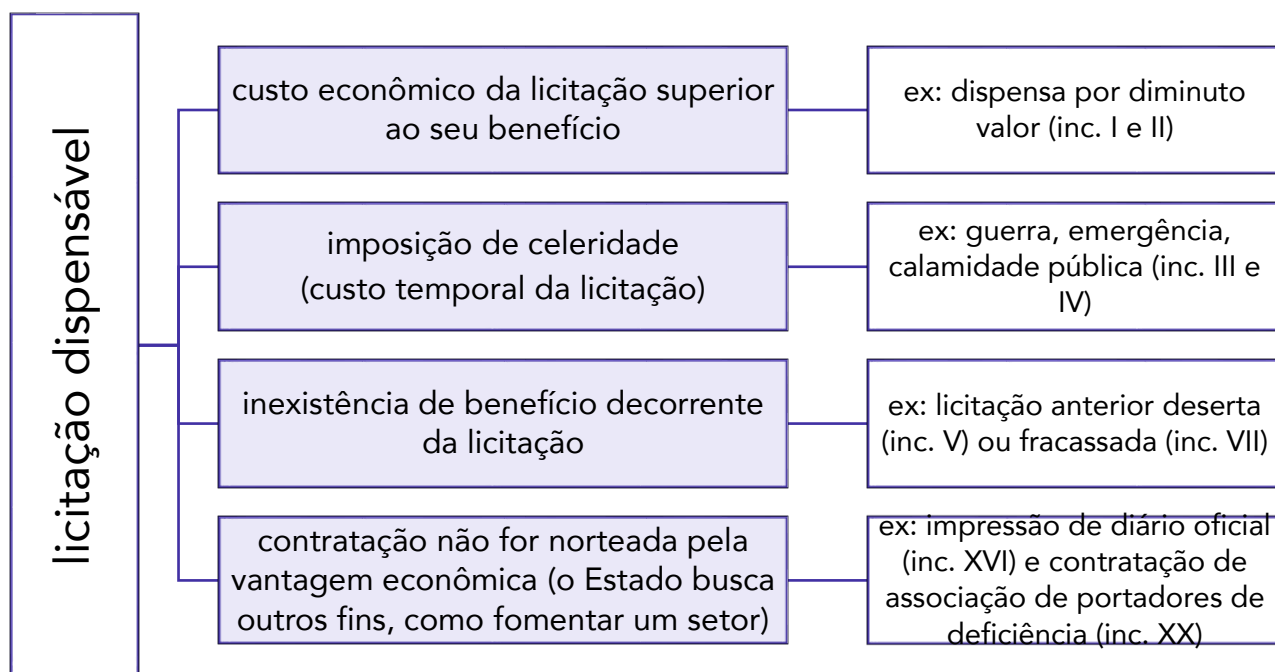 licitação dispensável
custo econômico da licitação superior
ao seu benefício
ex: dispensa por diminuto
valor (inc. I e II)
imposição de celeridade
(custo temporal da licitação)
ex: guerra, emergência,
calamidade pública (inc. III e
IV)
inexistência de benefício decorrente
da licitação
ex: licitação anterior deserta
(inc. V) ou fracassada (inc. VII)
contratação não for norteada pela
vantagem econômica (o Estado busca
outros fins, como fomentar um setor)
ex: impressão de diário oficial
(inc. XVI) e contratação de
associação de portadores de
deficiência (inc. XX)